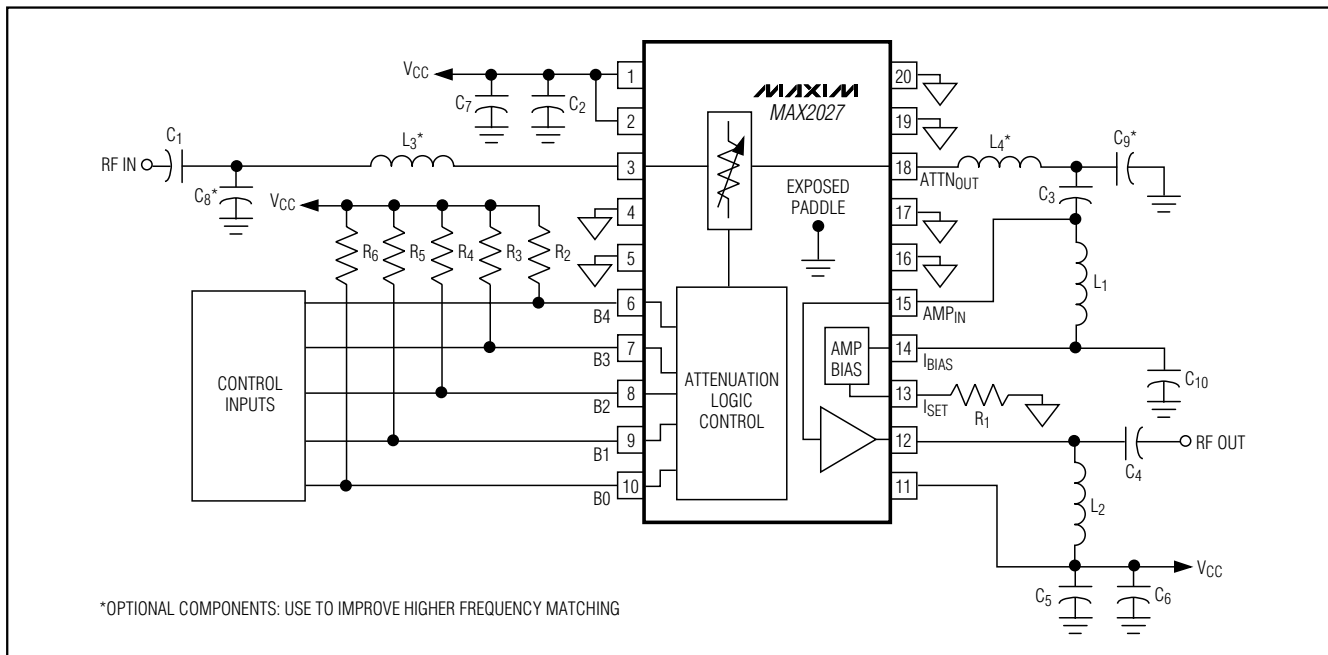 VCC
C7
C2
1
2
C1
RF IN
C8*
L3*
3
VCC
R6
R5
R4
R3
R2
4
5
CONTROL
INPUTS
B4
6
B3
7
B2
8
B1
9
B0
10
MAXIM
MAX2027
EXPOSED
PADDLE
ATTENUATION
LOGIC
CONTROL
AMP
BIAS
20
19
18
ATTNOUT
17
16
15
AMPIN
14
IBIAS
13
ISET
12
11
L4*
C9*
C3
L1
C10
R1
C4
RF OUT
L2
VCC
C5
C6
*OPTIONAL COMPONENTS: USE TO IMPROVE HIGHER FREQUENCY MATCHING